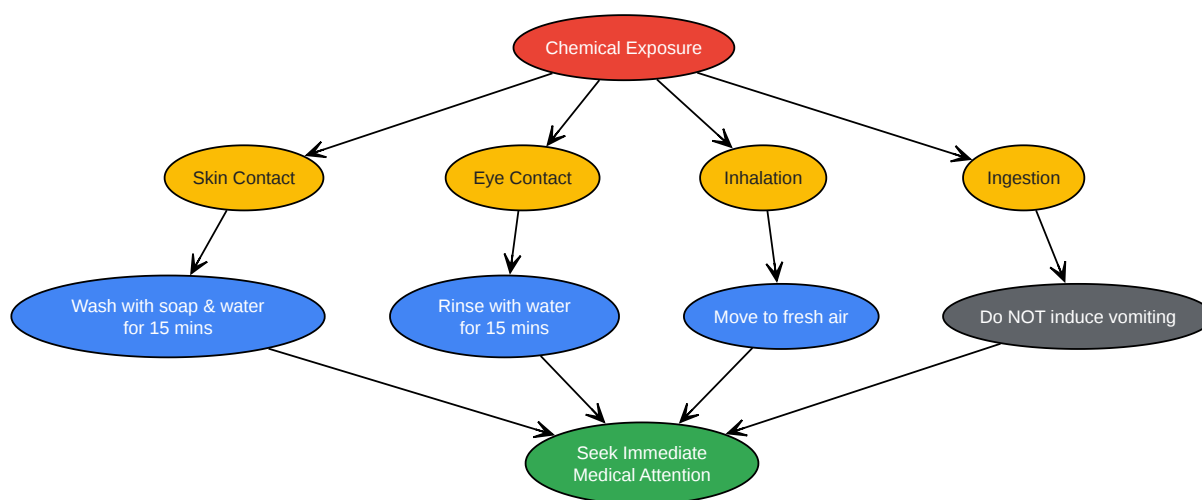 Chemical Exposure
Skin Contact
Eye Contact
Inhalation
Ingestion
Wash with soap & water
for 15 mins
Rinse with water
for 15 mins
Move to fresh air
Do NOT induce vomiting
Seek Immediate
Medical Attention